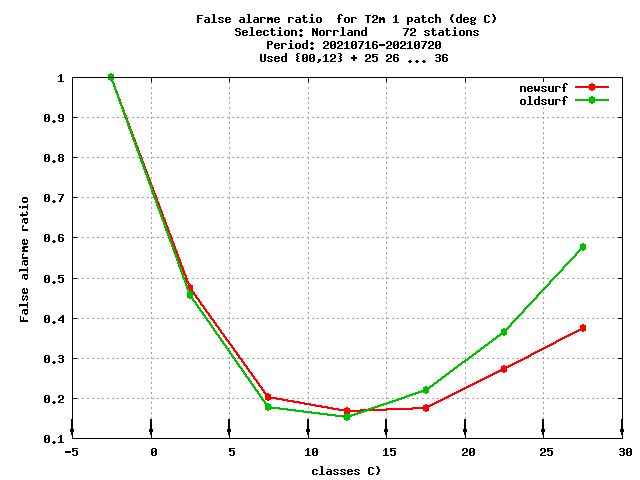 False alarme ratio  for T2m 1 patch (deg C)
Selection: Norrland     72 stations
Period: 20210716-20210720
Used {00,12} + 25 26 ... 36
newsurf
oldsurf
1
0,9
0,8
0,7
0,6
0,5
0,4
0,3
0,2
0,1
False alarme ratio
-5 0 5 10 15 20 25 30
classes C)